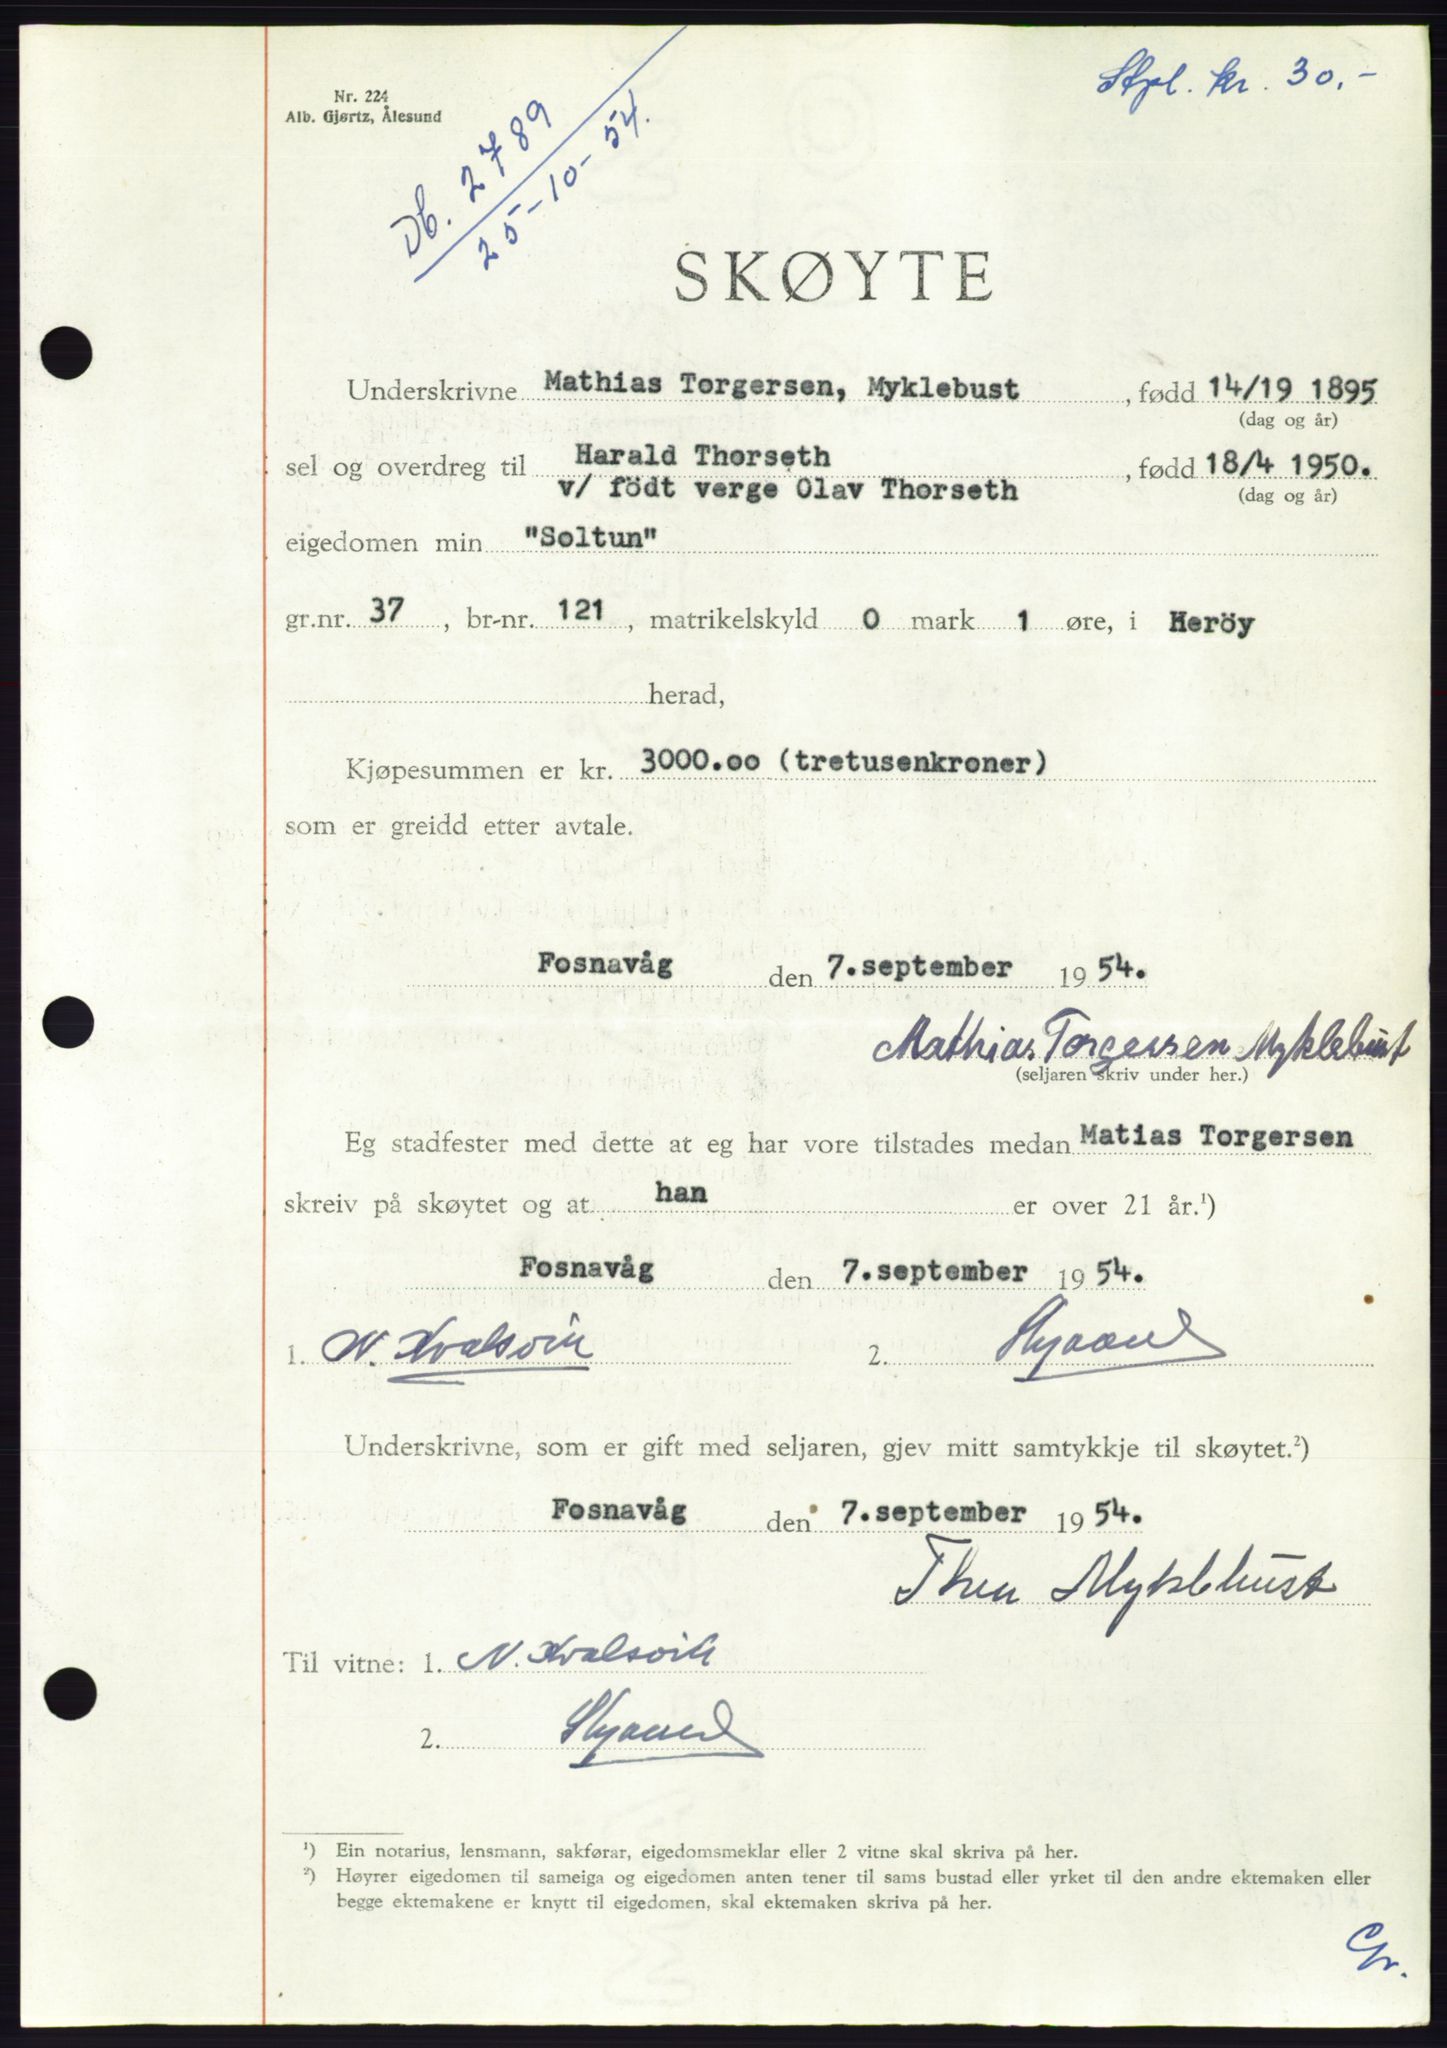 Stpl. kr. 30.-
Nr. 224
Alb. Gjørtz, Ålesund
Db. 2789
25-10-54.
SKØYTE
Underskrivne Mathias Torgersen, Myklebust, fødd 14/19 1895
(dag og år)
sel og overdreg til Harald Thorseth, fødd 18/4 1950.
v/ födt verge Olav Thorseth (dag og år)
eigedomen min "Soltun"
gr.nr. 37, br-nr. 121, matrikelskyld 0 mark 1 øre, i Heröy
herad,
Kjøpesummen er kr. 3000.oo (tretusenkroner)
som er greidd etter avtale.
Fosnavåg den 7.september 1954.
Mathias Torgersen Myklebust
(seljaren skriv under her.)
Eg stadfester med dette at eg har vore tilstades medan Matias Torgersen
skreiv på skøytet og at han er over 21 år.¹)
Fosnavåg den 7.september 1954.
1. N. Kvalsvik 2.
Underskrivne, som er gift med seljaren, gjev mitt samtykkje til skøytet.²)
Fosnavåg den 7.september 1954.
Thea Myklebust
Til vitne: 1. N. Kvalsvik
2.
¹) Ein notarius, lensmann, sakførar, eigedomsmeklar eller 2 vitne skal skriva på her.
²) Høyrer eigedomen til sameiga og eigedomen anten tener til sams bustad eller yrket til den andre ektemaken eller
begge ektemakene er knytt til eigedomen, skal ektemaken skriva på her.